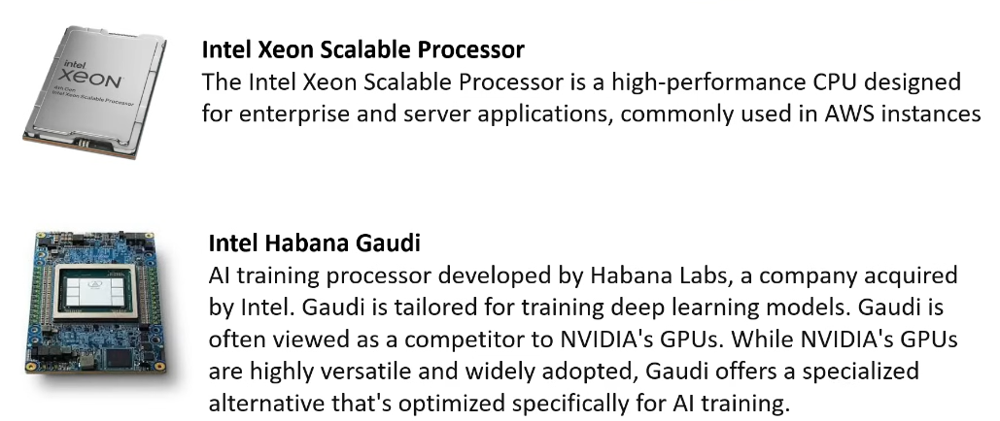 Intel Xeon Scalable Processor
The Intel Xeon Scalable Processor is a high-performance CPU designed
for enterprise and server applications, commonly used in AWS instances
intel
XEON
4th Gen
Intel Xeon Scalable Processor
Intel Habana Gaudi
AI training processor developed by Habana Labs, a company acquired
by Intel. Gaudi is tailored for training deep learning models. Gaudi is
often viewed as a competitor to NVIDIA's GPUs. While NVIDIA's GPUs
are highly versatile and widely adopted, Gaudi offers a specialized
alternative that's optimized specifically for AI training.